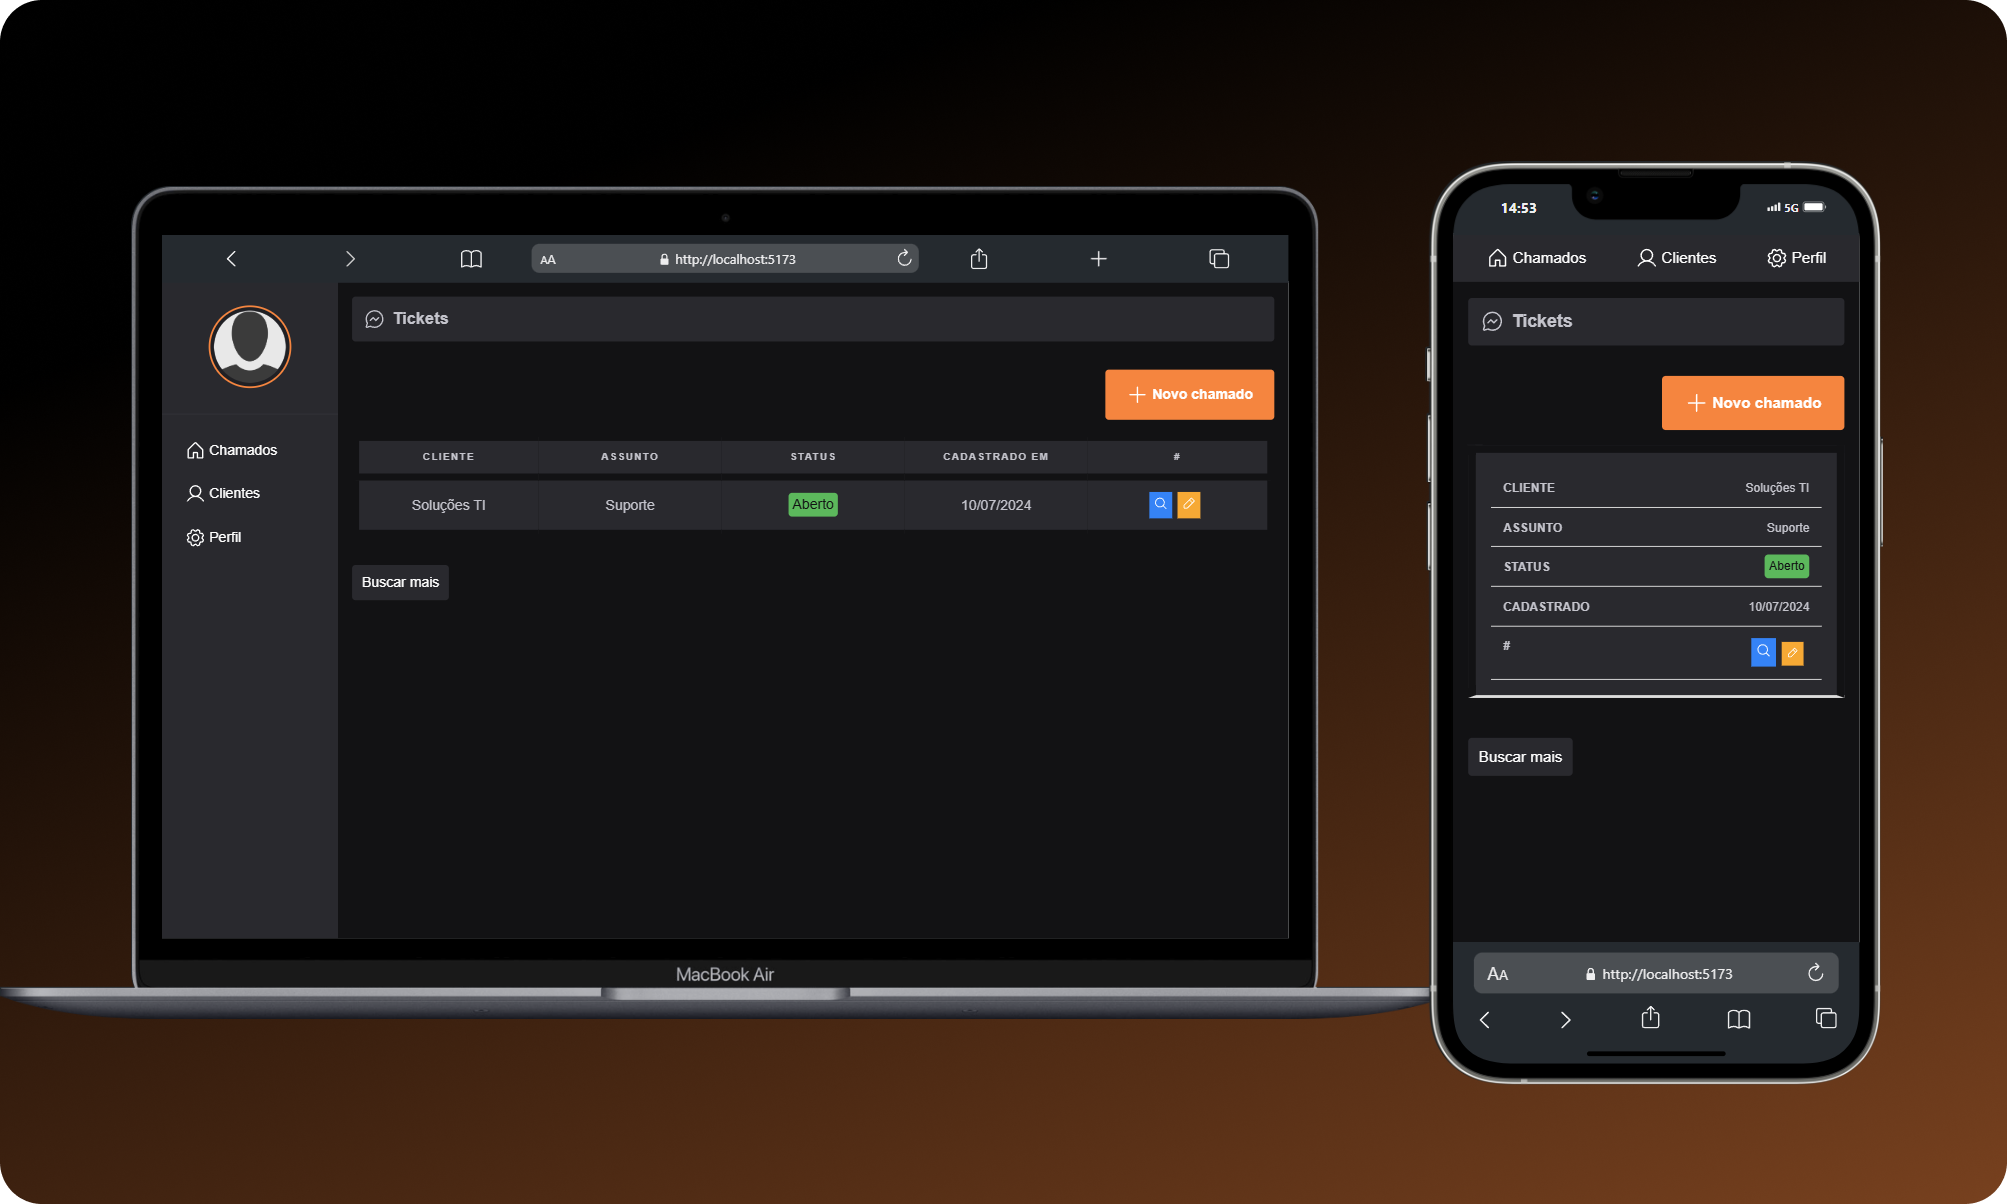 AA http://localhost:5173
Tickets
Novo chamado
Chamados
Clientes
Perfil
CLIENTE ASSUNTO STATUS CADASTRADO EM #
Soluções TI Suporte Aberto 10/07/2024
Buscar mais
MacBook Air
14:53 5G
Chamados Clientes Perfil
Tickets
Novo chamado
CLIENTE Soluções TI
ASSUNTO Suporte
STATUS Aberto
CADASTRADO 10/07/2024
#
Buscar mais
AA http://localhost:5173